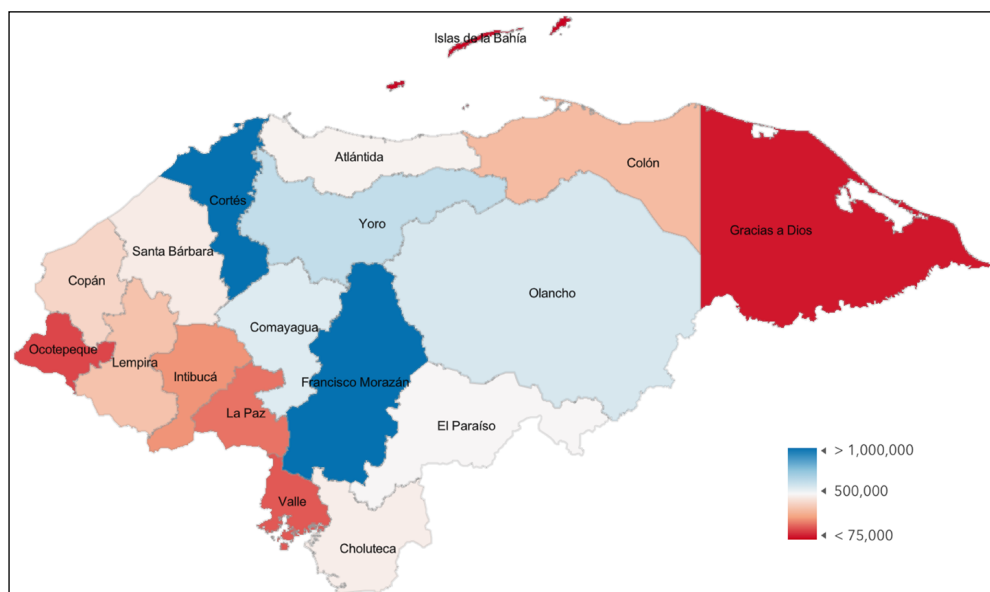 Islas de la Bahía
Atlántida
Colón
Cortés
Yoro
Gracias a Dios
Santa Bárbara
Copán
Olancho
Comayagua
Ocotepeque
Lempira
Intibucá
Francisco Morazán
La Paz
El Paraíso
> 1,000,000
500,000
< 75,000
Valle
Choluteca